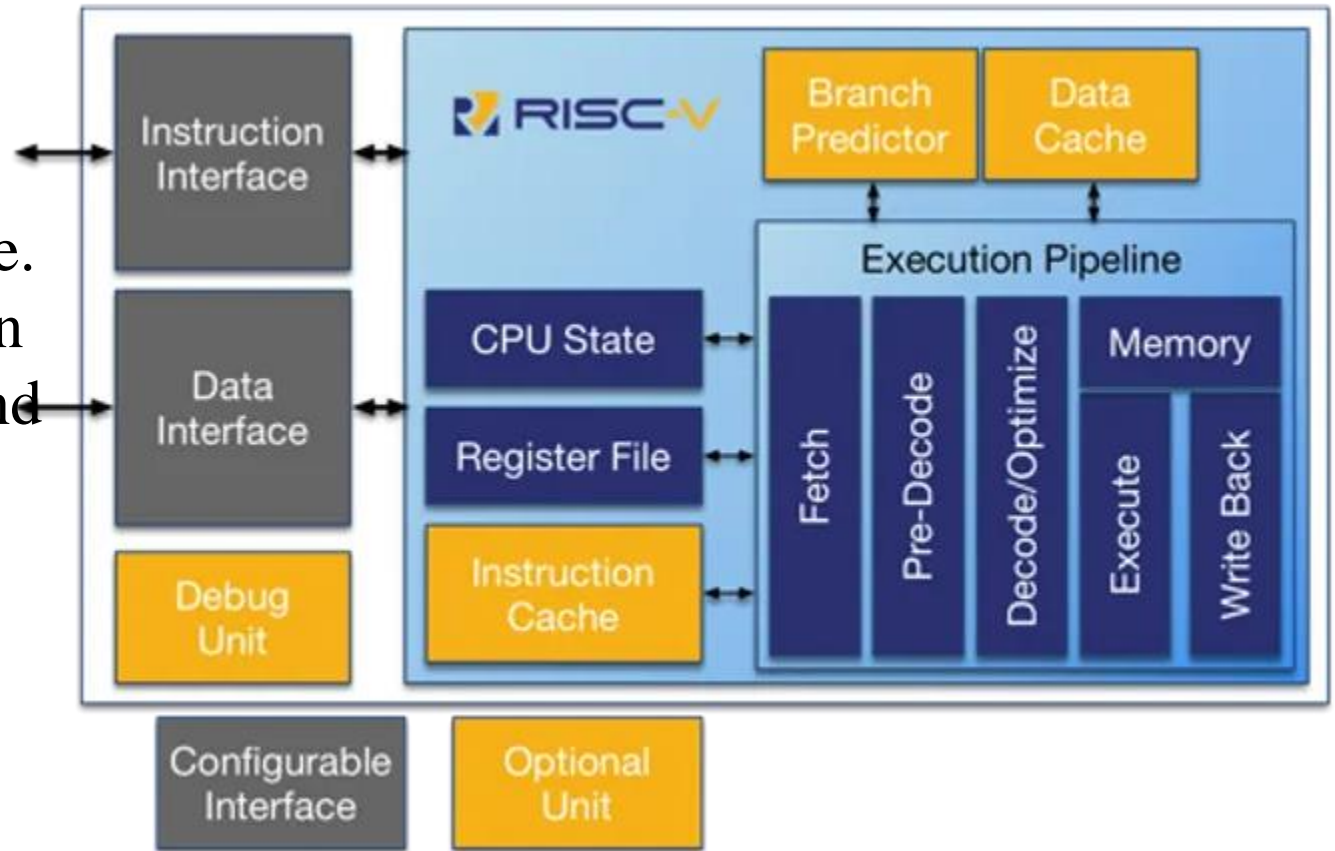 Instruction
Interface
e.
n
nd
Data
Interface
Debug
Unit
RISC-V
Branch
Predictor
Data
Cache
CPU State
Register File
Instruction
Cache
Execution Pipeline
Fetch
Pre-Decode
Decode/Optimize
Memory
Execute
Write Back
Configurable
Interface
Optional
Unit